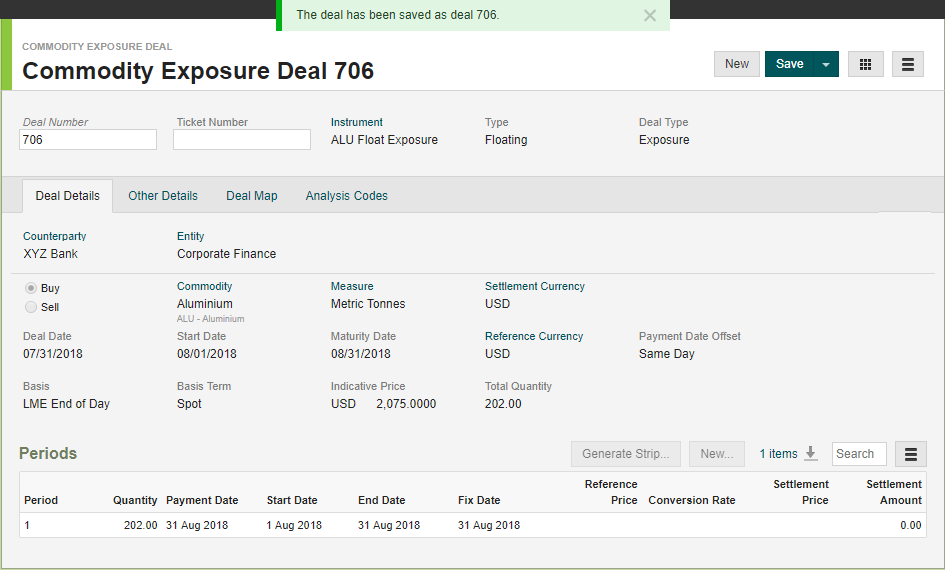 The deal has been saved as deal 706.
COMMODITY EXPOSURE DEAL
Commodity Exposure Deal 706
New Save
Deal Number Ticket Number Instrument Type Deal Type
706 ALU Float Exposure Floating Exposure
Deal Details Other Details Deal Map Analysis Codes
Counterparty Entity
XYZ Bank Corporate Finance
Buy Commodity Measure Settlement Currency
Sell Aluminium Metric Tonnes USD
ALU - Aluminium
Deal Date Start Date Maturity Date Reference Currency Payment Date Offset
07/31/2018 08/01/2018 08/31/2018 USD Same Day
Basis Basis Term Indicative Price Total Quantity
LME End of Day Spot USD 2,075.0000 202.00
Periods Generate Strip... New... 1 items Search
Period Quantity Payment Date Start Date End Date Fix Date Reference Price Conversion Rate Settlement Price Settlement Amount
1 202.00 31 Aug 2018 1 Aug 2018 31 Aug 2018 31 Aug 2018 0.00